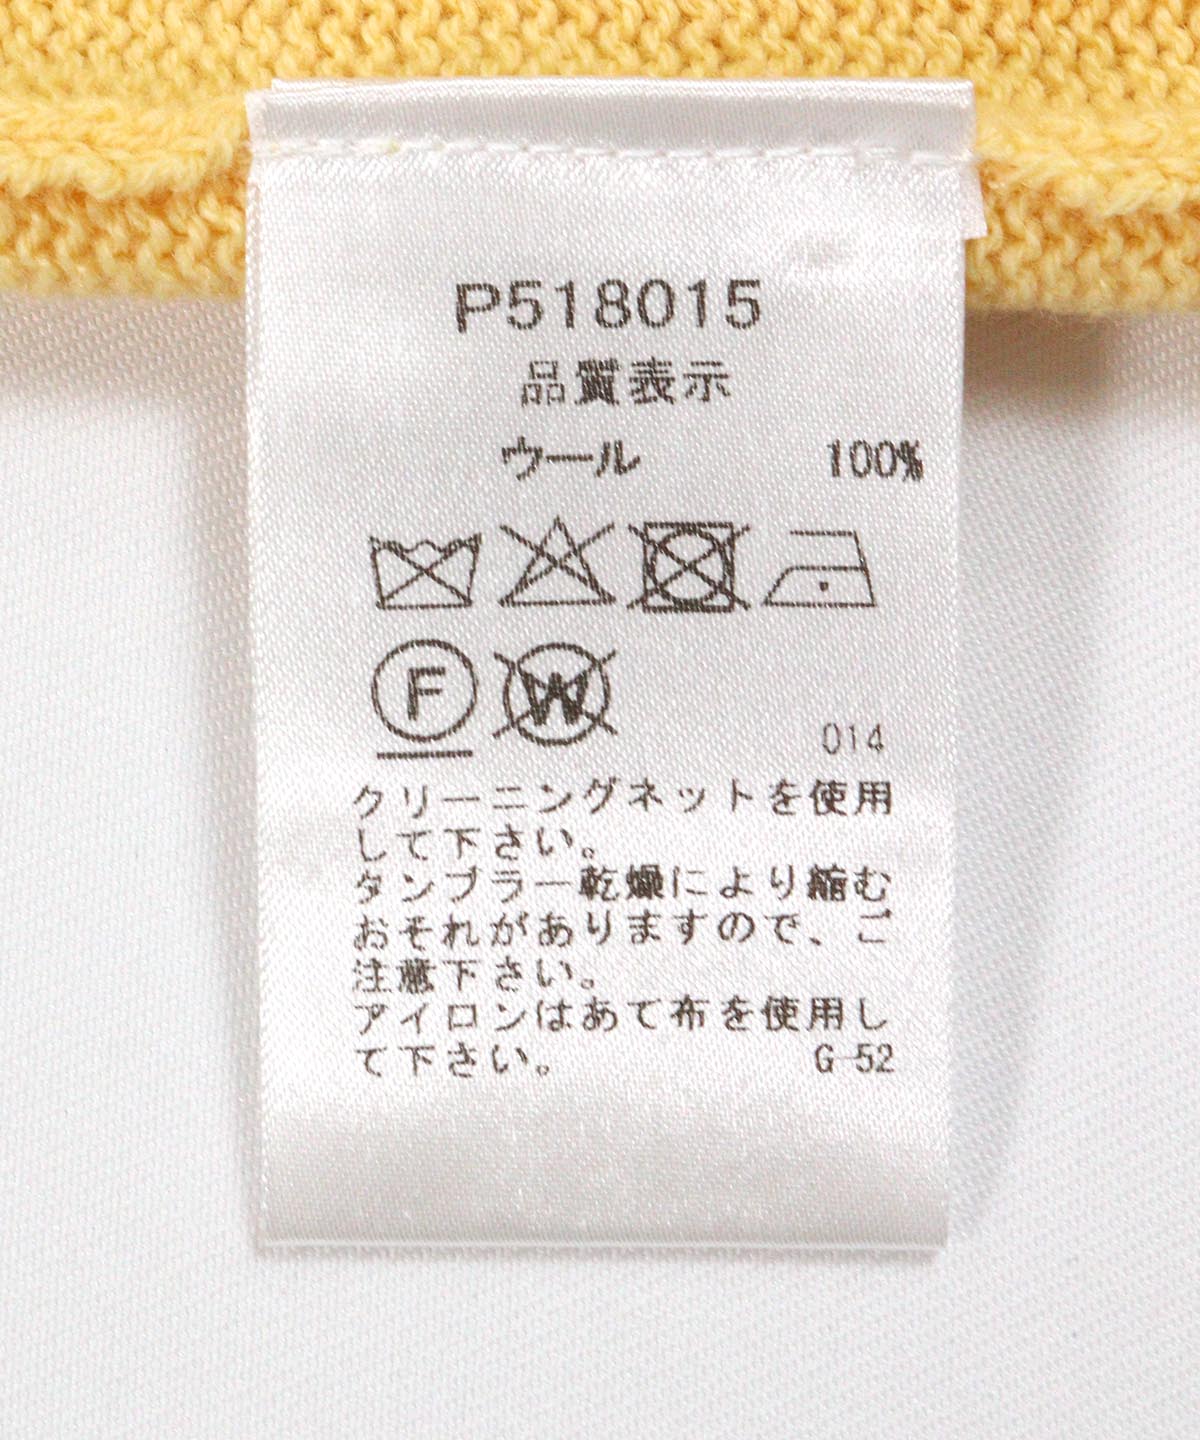 P518015
品質表示
ウール 100%
F W
014
クリーニングネットを使用
して下さい。
タンブラー乾燥により縮む
おそれがありますので、ご
注意下さい。
アイロンはあて布を使用し
て下さい。 G-52